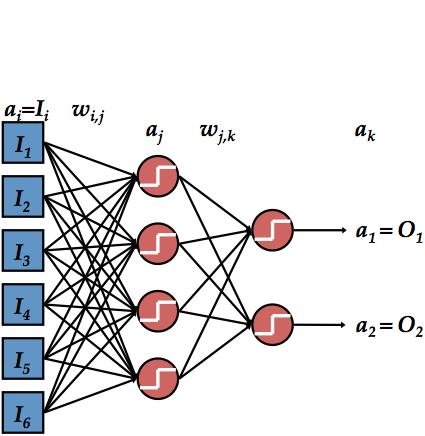 a_i=I_i w_{i,j}
a_j w_{j,k} a_k
I_1
I_2
a_1=O_1
I_3
I_4
a_2=O_2
I_5
I_6